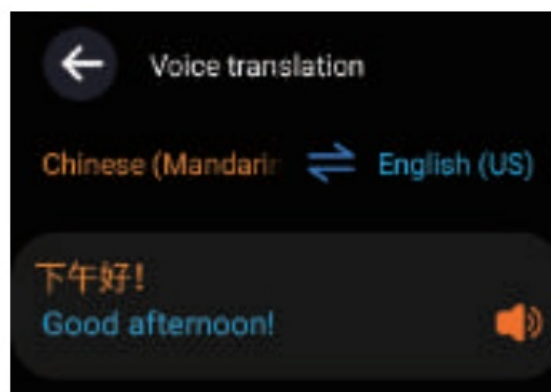 Voice translation
Chinese (Mandarin
English (US)
下午好！
Good afternoon!